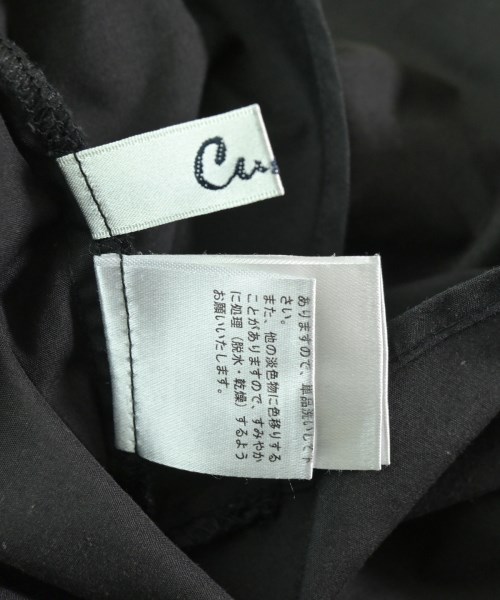 Cu
ありますので、単品洗いして下
さい。
また、他の淡色物に色移りする
ことがありますので、すみやか
に処理（脱水・乾燥）するよう
お願いいたします。